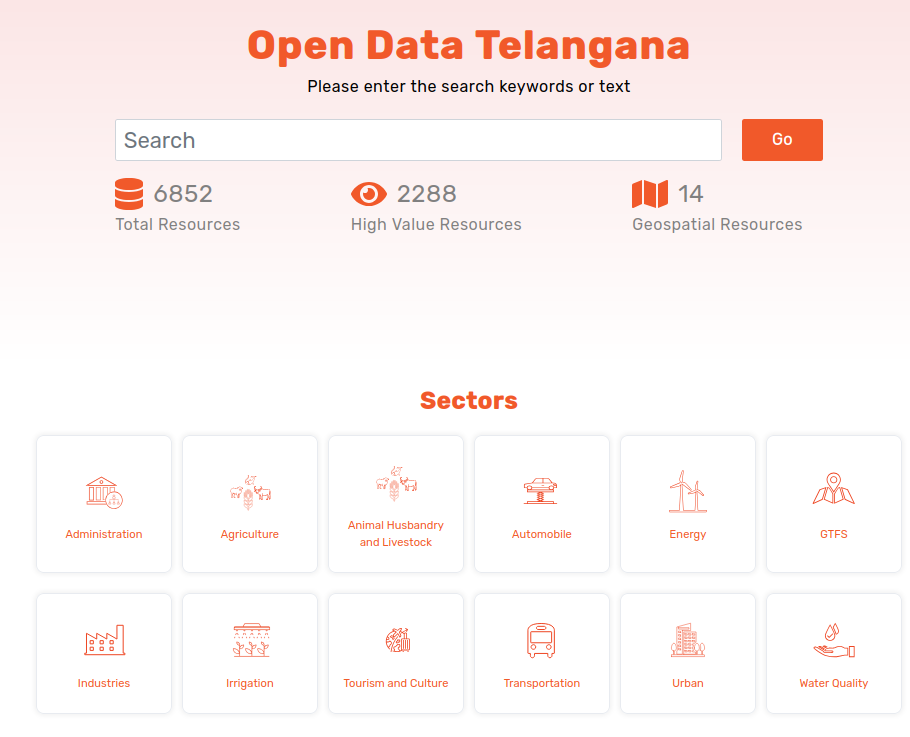 Open Data Telangana
Please enter the search keywords or text
Search
Go
6852
Total Resources
2288
High Value Resources
14
Geospatial Resources
Sectors
Administration
Agriculture
Animal Husbandry
and Livestock
Automobile
Energy
GTFS
Industries
Irrigation
Tourism and Culture
Transportation
Urban
Water Quality